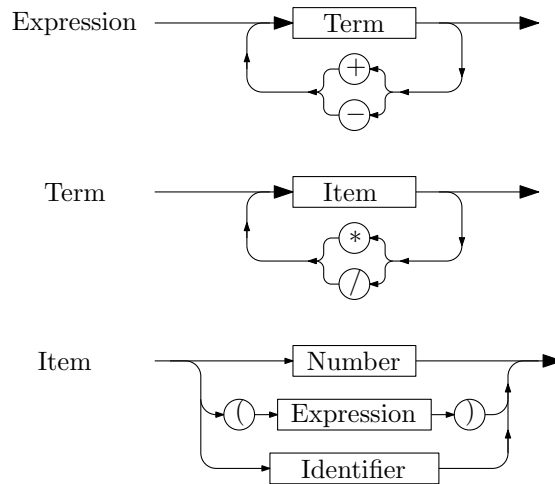 Expression Term
+
−
Term Item
*
/
Item Number
( Expression )
Identifier